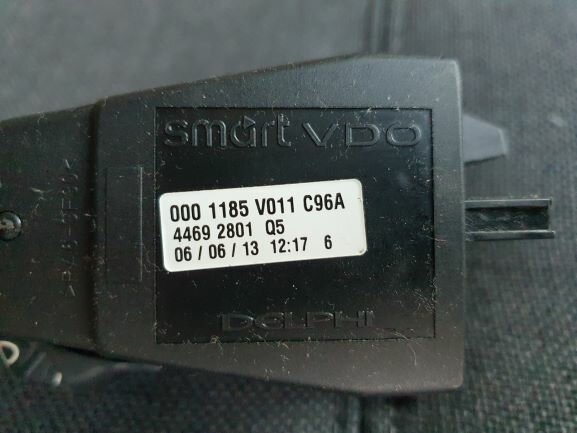 smart VDO
000 1185 V011 C96A
4469 2801 Q5
06 / 06 / 13 12:17 6
DELPHI